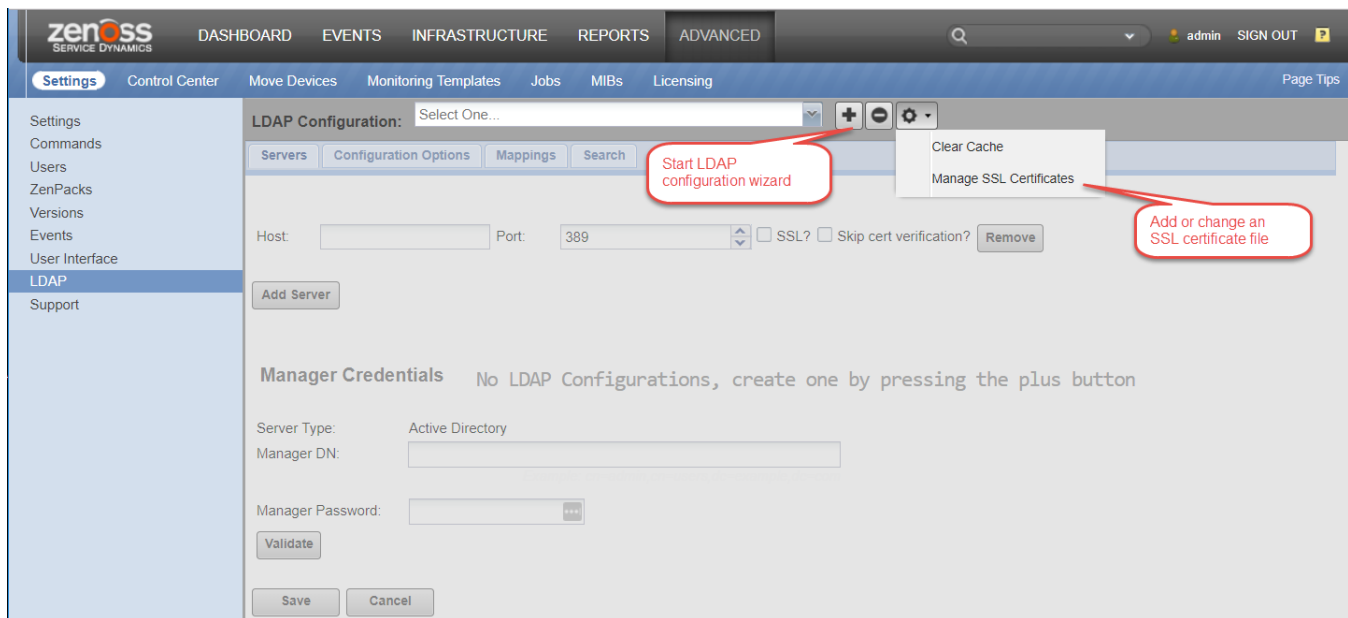 zenoss
SERVICE DYNAMICS
DASHBOARD EVENTS INFRASTRUCTURE REPORTS ADVANCED
admin SIGN OUT ?
Settings Control Center Move Devices Monitoring Templates Jobs MIBs Licensing Page Tips
Settings
Commands
Users
ZenPacks
Versions
Events
User Interface
LDAP
Support
LDAP Configuration: Select One...
Servers Configuration Options Mappings Search
Start LDAP
configuration wizard
Clear Cache
Manage SSL Certificates
Add or change an
SSL certificate file
Host: Port: 389 SSL? Skip cert verification? Remove
Add Server
Manager Credentials No LDAP Configurations, create one by pressing the plus button
Server Type: Active Directory
Manager DN:
Manager Password:
Validate
Save Cancel